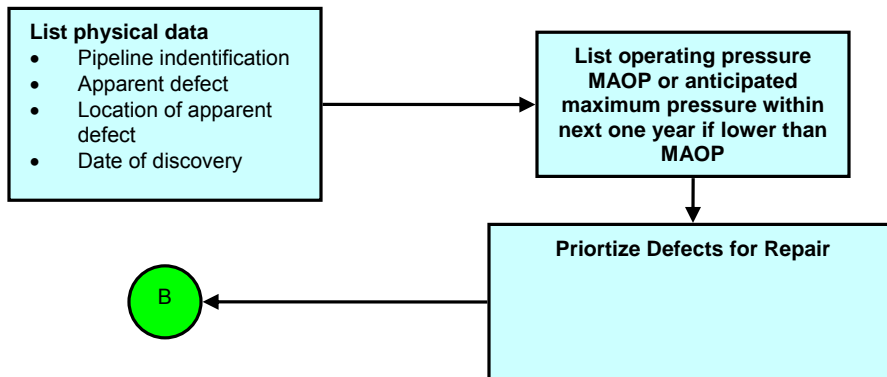 List physical data
• Pipeline indentification
• Apparent defect
• Location of apparent
defect
• Date of discovery
List operating pressure
MAOP or anticipated
maximum pressure within
next one year if lower than
MAOP
Priortize Defects for Repair
B